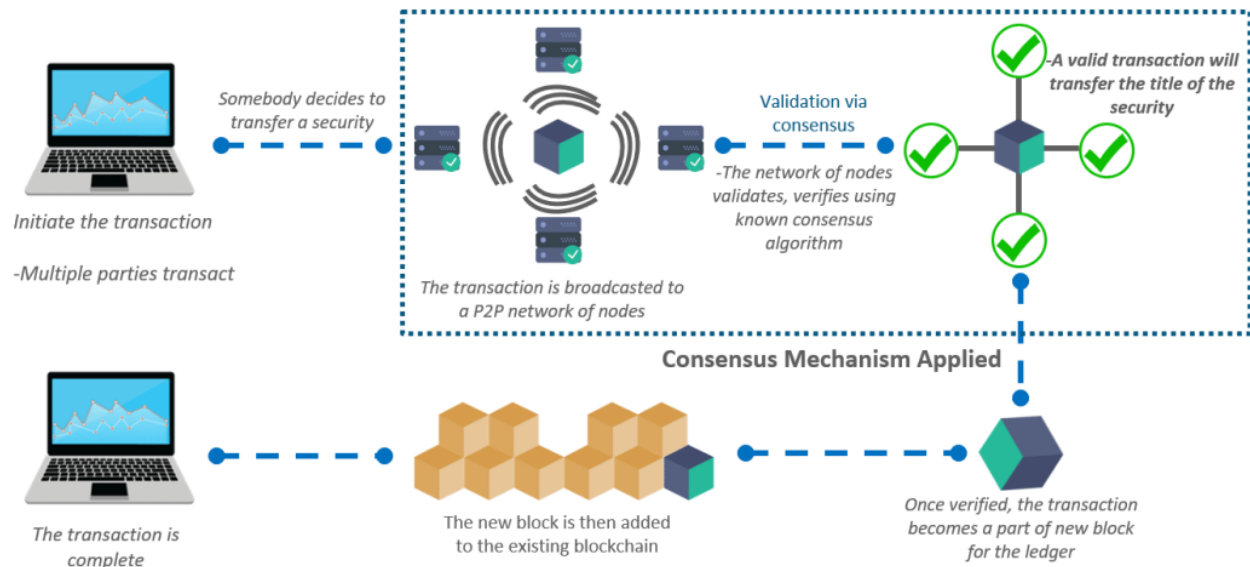 Initiate the transaction
-Multiple parties transact
Somebody decides to
transfer a security
The transaction is broadcasted to
a P2P network of nodes
Validation via
consensus
-The network of nodes
validates, verifies using
known consensus
algorithm
-A valid transaction will
transfer the title of the
security
Consensus Mechanism Applied
Once verified, the transaction
becomes a part of new block
for the ledger
The new block is then added
to the existing blockchain
The transaction is
complete